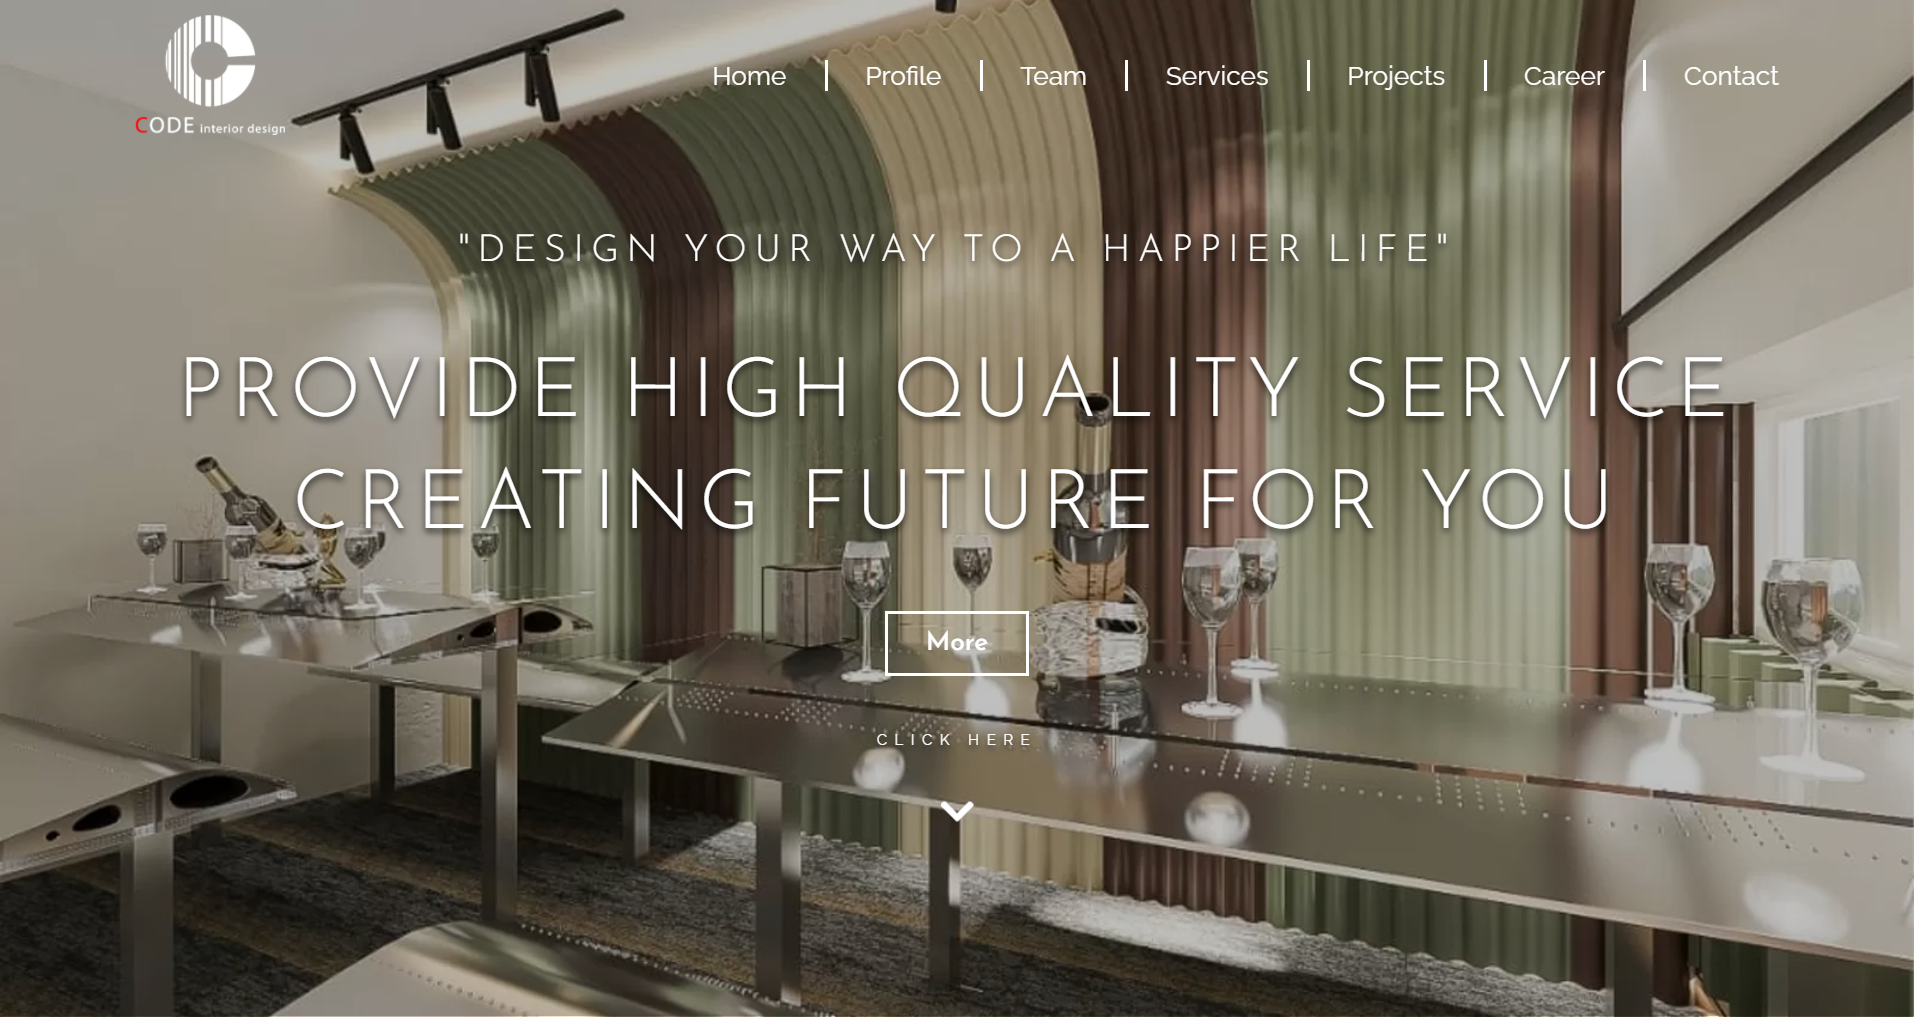 CODE interior design
Home
Profile
Team
Services
Projects
Career
Contact
"DESIGN YOUR WAY TO A HAPPIER LIFE"
PROVIDE HIGH QUALITY SERVICE
CREATING FUTURE FOR YOU
More
CLICK HERE